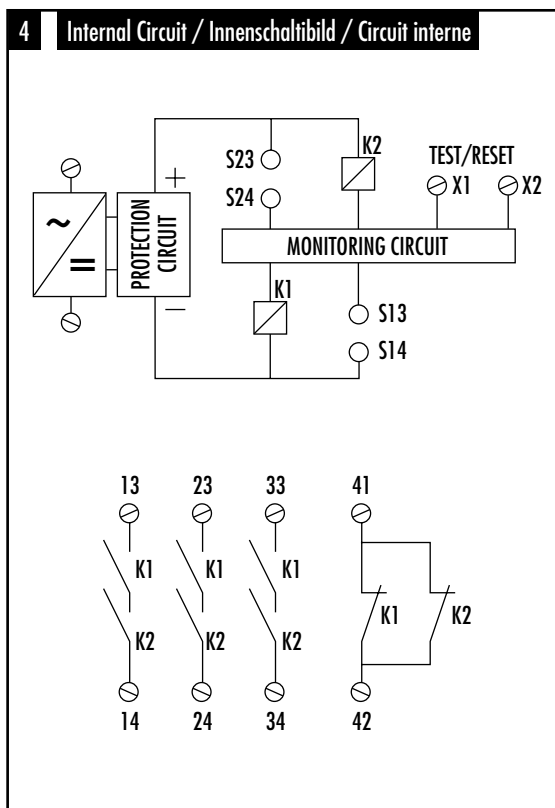 4 Internal Circuit / Innenschaltibild / Circuit interne
K2
S23
TEST/RESET
+
X1 X2
S24
~
=
PROTECTION
CIRCUIT
MONITORING CIRCUIT
K1
–
S13
S14
13 23 33 41
K1 K1 K1
K1 K2
K2 K2 K2
14 24 34 42